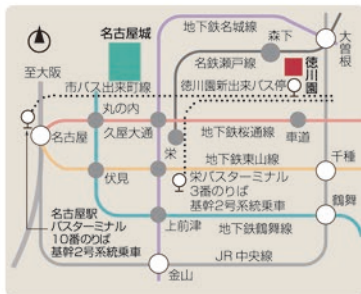 地下鉄名城線
名古屋城
森下
大曽根
名鉄瀬戸線
徳川園
至大阪
市バス出来町線
徳川園新出来バス停
丸の内
名古屋
久屋大通
栄
地下鉄桜通線
車道
伏見
地下鉄東山線
千種
栄バスターミナル
3番のりば
基幹2号系統乗車
名古屋駅
バスターミナル
10番のりば
基幹2号系統乗車
上前津
地下鉄鶴舞線
鶴舞
JR中央線
金山